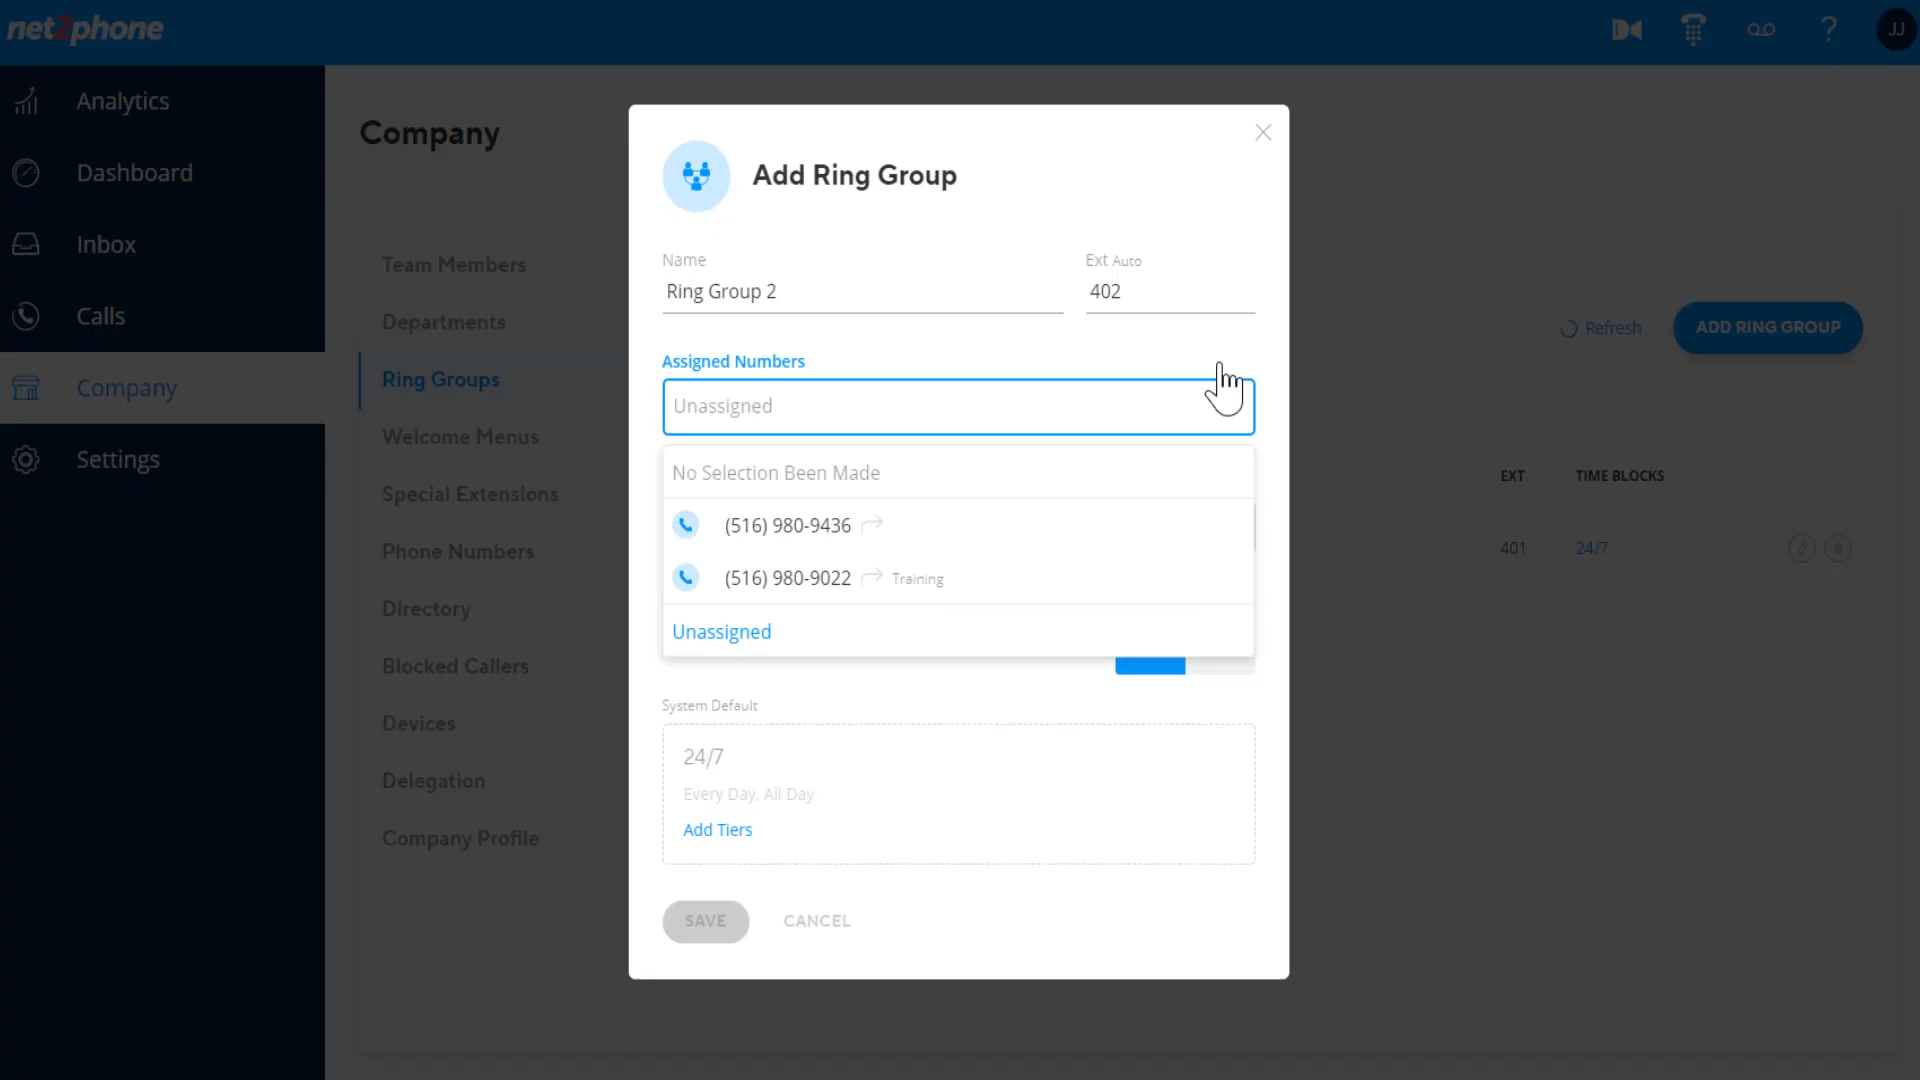 net2phone
JJ
Analytics
Dashboard
Inbox
Calls
Company
Settings
Company
Team Members
Departments
Ring Groups
Welcome Menus
Special Extensions
Phone Numbers
Directory
Blocked Callers
Devices
Delegation
Company Profile
Refresh
ADD RING GROUP
EXT TIME BLOCKS
401 24/7
Add Ring Group
Name Ext Auto
Ring Group 2 402
Assigned Numbers
Unassigned
No Selection Been Made
(516) 980-9436
(516) 980-9022 Training
Unassigned
System Default
24/7
Every Day, All Day
Add Tiers
SAVE CANCEL